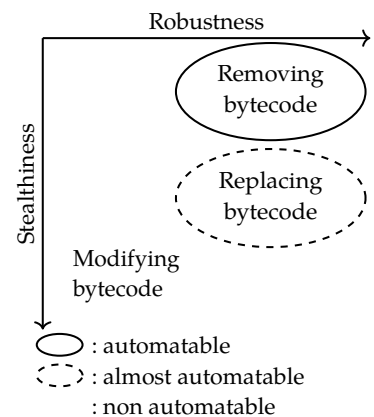 Robustness
Removing
bytecode
Replacing
bytecode
Stealthiness
Modifying
bytecode
: automatable
: almost automatable
: non automatable